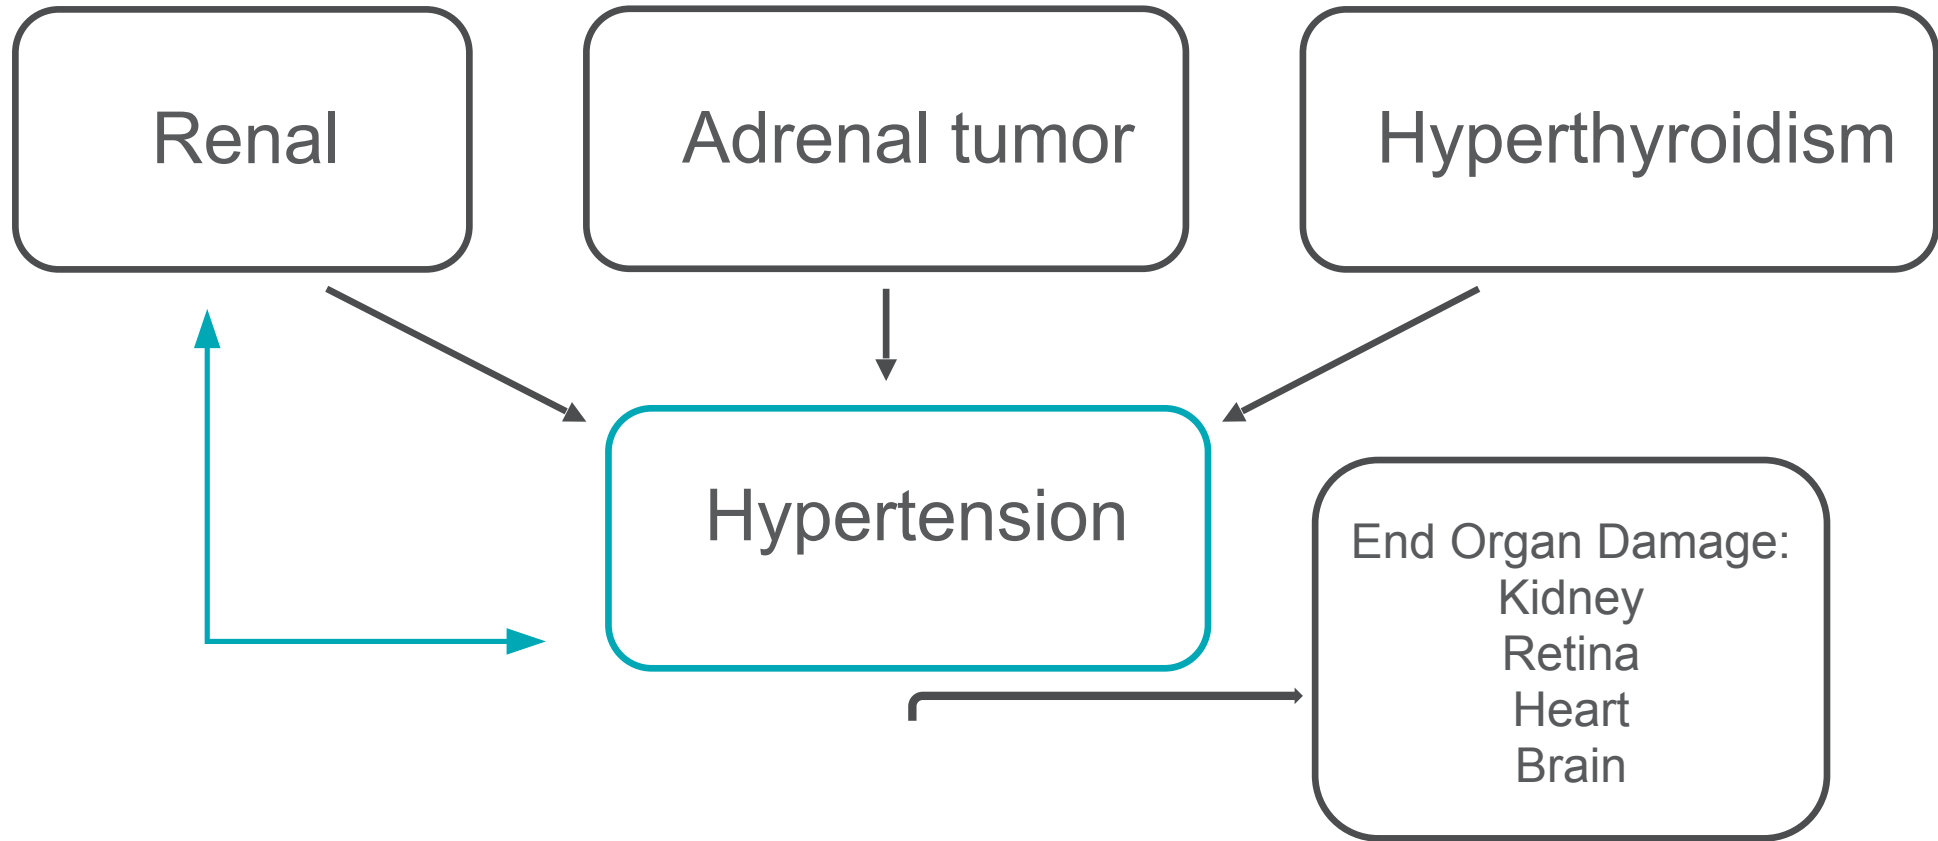 Renal
Adrenal tumor
Hyperthyroidism
Hypertension
End Organ Damage:
Kidney
Retina
Heart
Brain